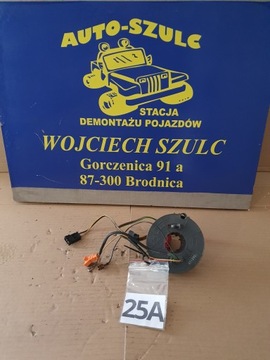 AUTO-SZULC
STACJA
DEMONTAŻU POJAZDÓW
WOJCIECH SZULC
Gorczenica 91 a
87-300 Brodnica
25A